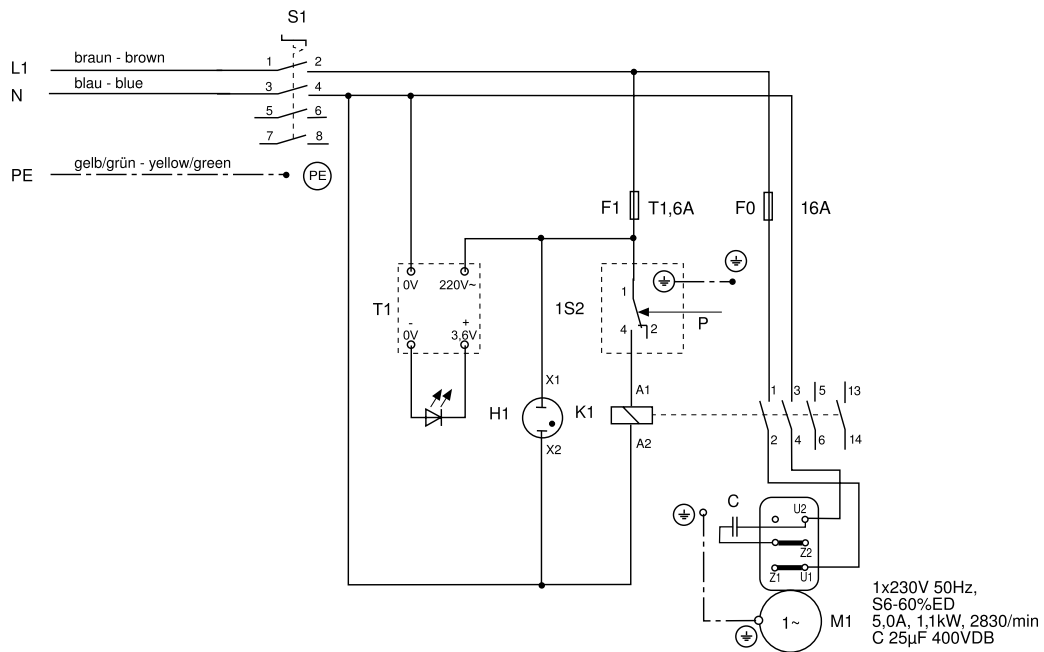 S1
L1
braun - brown
1
2
N
blau - blue
3
4
5
6
7
8
PE
gelb/grün - yellow/green
PE
F1
T1,6A
F0
16A
T1
0V
220V~
-
+
0V
3,6V
1S2
1
4
2
P
X1
H1
X2
K1
A1
A2
1
3
5
13
2
4
6
14
C
U2
Z2
Z1
U1
1~
M1
1x230V 50Hz,
S6-60%ED
5,0A, 1,1kW, 2830/min
C 25µF 400VDB